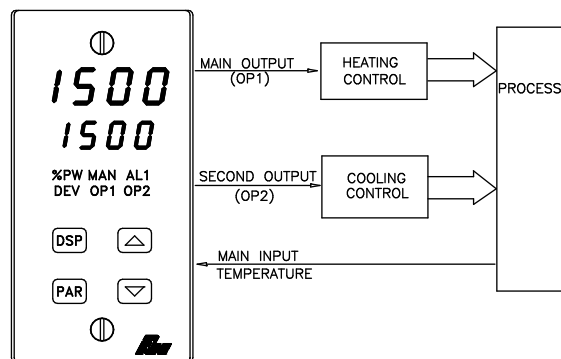 1500
1500
%PW MAN AL1
DEV OP1 OP2
DSP
PAR
MAIN OUTPUT
(OP1)
HEATING
CONTROL
SECOND OUTPUT
(OP2)
COOLING
CONTROL
MAIN INPUT
TEMPERATURE
PROCESS